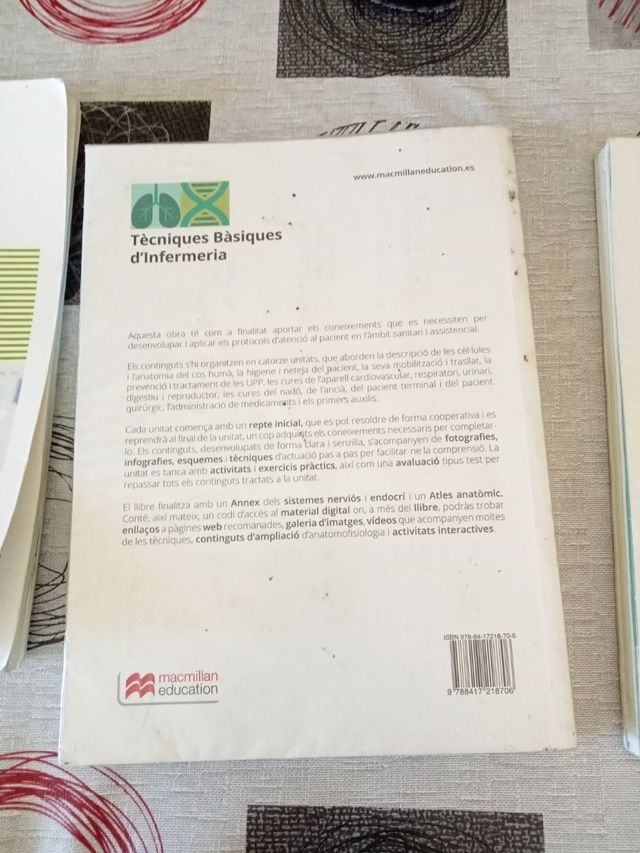 www.macmillaneducation.es
Tècniques Bàsiques
d'Infermeria
Aquesta obra té com a finalitat aportar els coneixements que es necessiten per
desenvolupar i aplicar els protocols d'atenció al pacient en l'àmbit sanitari i assistencial.
Els continguts s'hi organitzen en catorze unitats, que aborden la descripció de les cèl·lules
i l'anatomia del cos humà, la higiene i neteja del pacient, la seva mobilització i trasllat, la
prevenció i tractament de les UPP, les cures de l'aparell cardiovascular, respiratori, urinari,
digestiu i reproductor, les cures del nadó, de l'ancià, del pacient terminal i del pacient
quirúrgic, l'administració de medicaments i els primers auxilis.
Cada unitat comença amb un repte inicial, que es pot resoldre de forma cooperativa i es
reprendrà al final de la unitat, un cop adquirits els coneixements necessaris per completar-
lo. Els continguts, desenvolupats de forma clara i senzilla, s'acompanyen de fotografies,
infografies, esquemes i tècniques d'actuació pas a pas per facilitar-ne la comprensió. La
unitat es tanca amb activitats i exercicis pràctics, així com una avaluació tipus test per
repassar tots els continguts tractats a la unitat.
El llibre finalitza amb un Annex dels sistemes nerviós i endocrí i un Atles anatòmic.
Conté, així mateix, un codi d'accés al material digital on, a més del llibre, podràs trobar
enllaços a pàgines web recomanades, galeria d'imatges, vídeos que acompanyen moltes
de les tècniques, continguts d'ampliació d'anatomofisiologia i activitats interactives.
ISBN 978-84-17218-70-6
9 788417 218706
macmillan
education